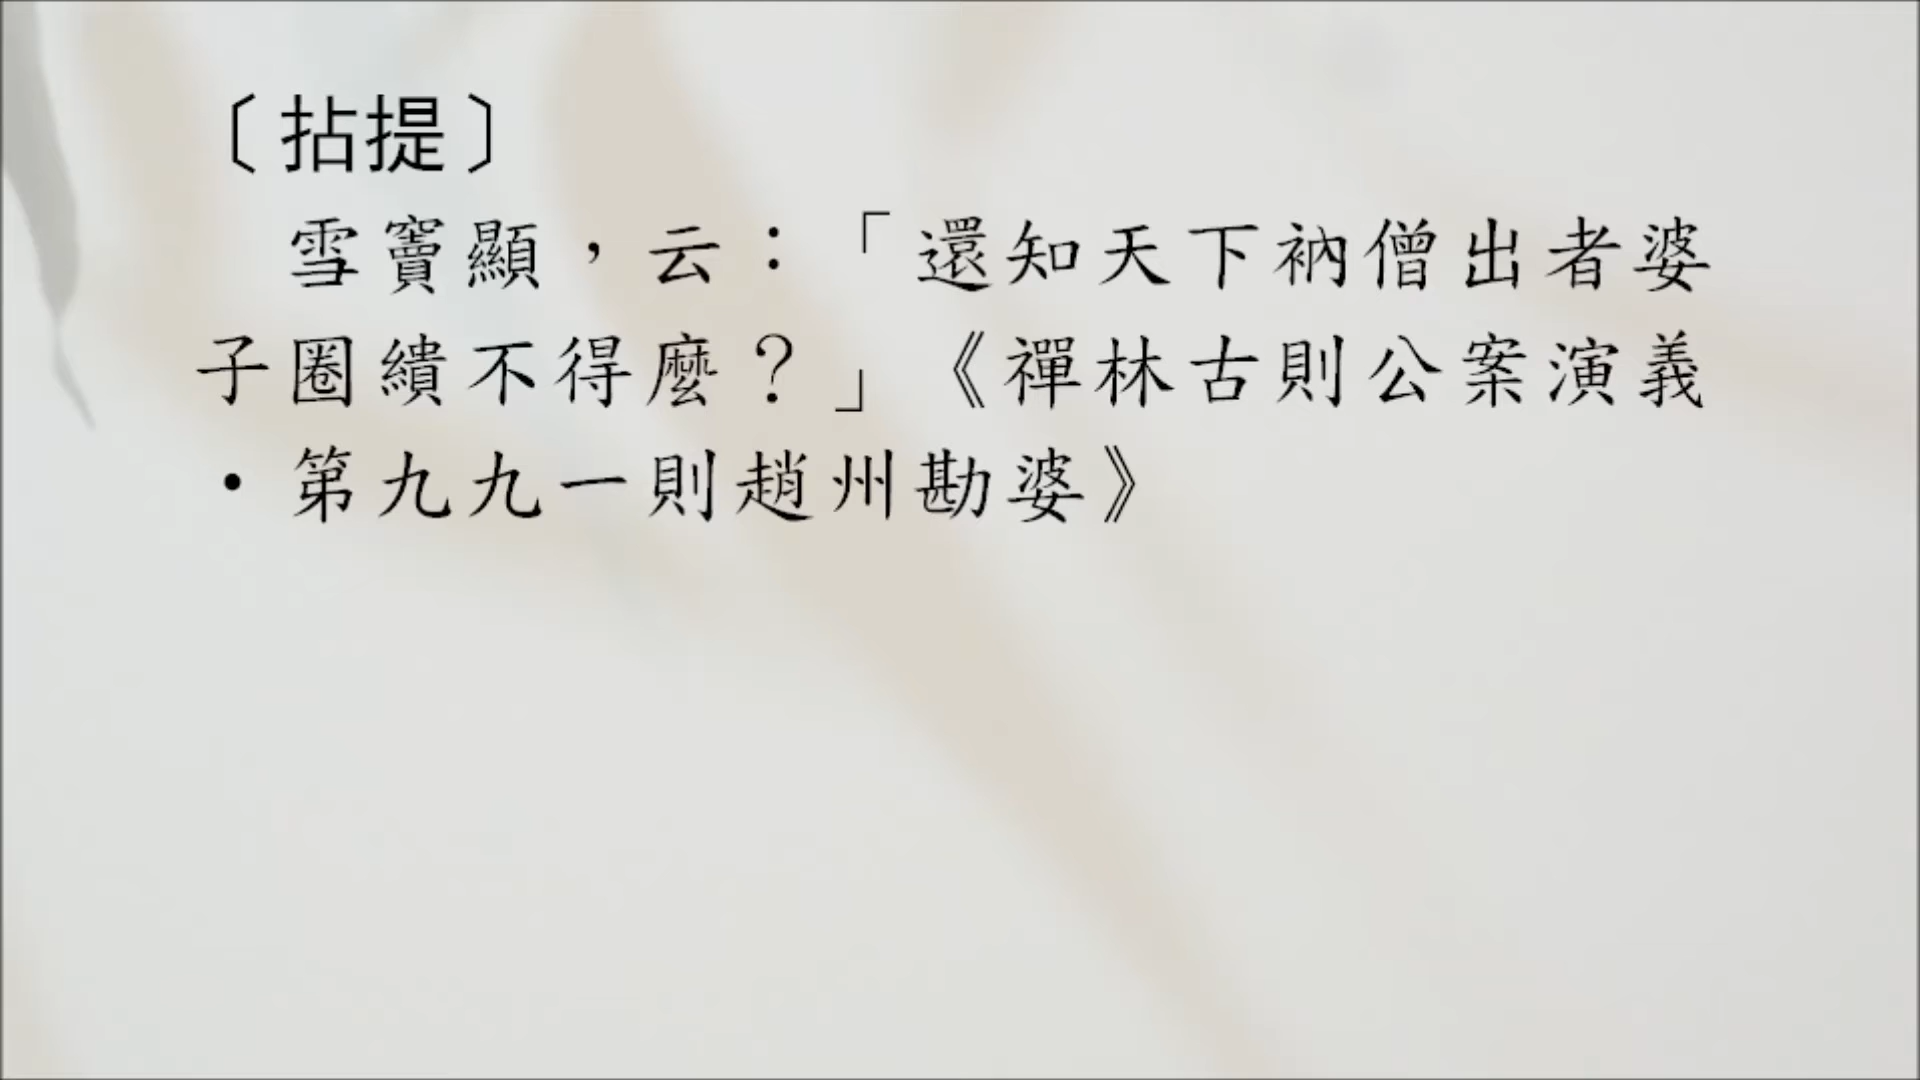 〔拈提〕
雪竇顯，云：「還知天下衲僧出者婆
子圈繢不得麼？」《禪林古則公案演義
・第九九一則趙州勘婆》